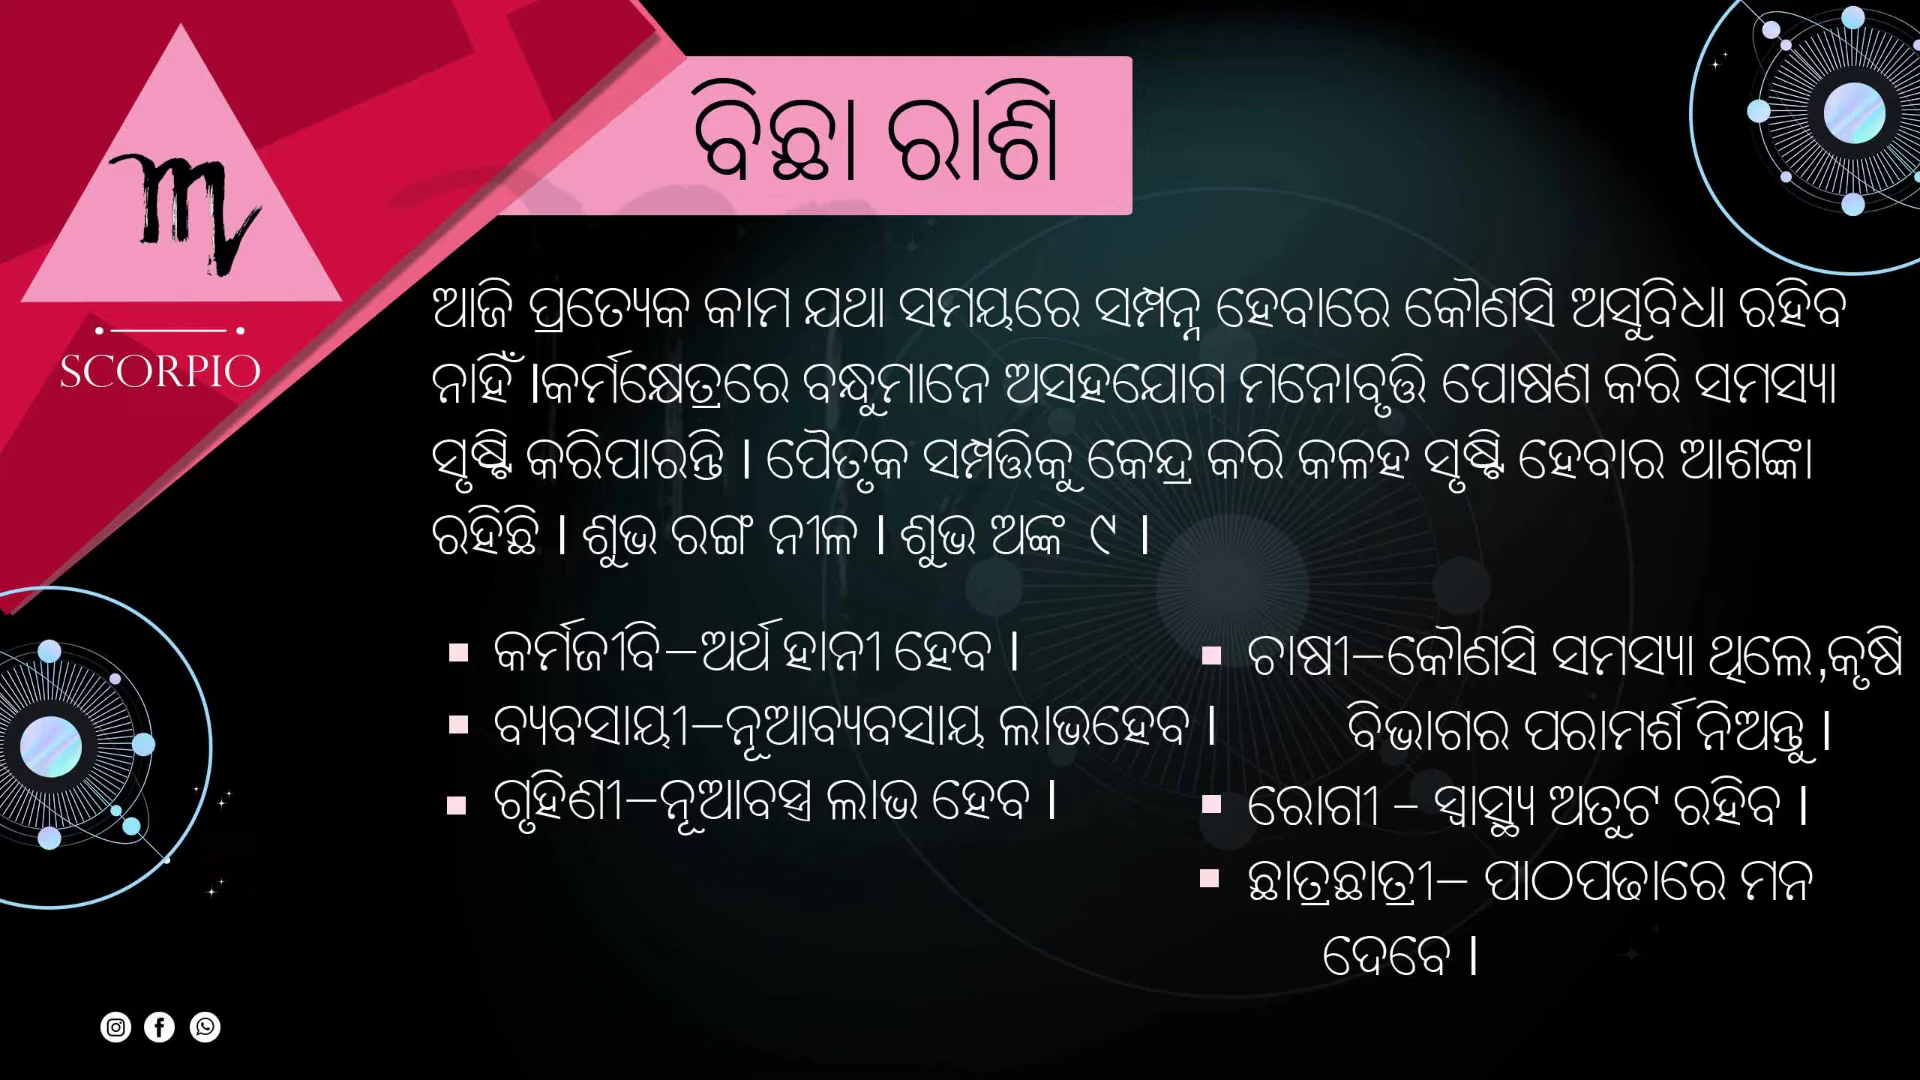 ବିଛା ରାଶି
SCORPIO
ଆଜି ପ୍ରତ୍ୟେକ କାମ ଯଥା ସମୟରେ ସମ୍ପନ୍ନ ହେବାରେ କୌଣସି ଅସୁବିଧା ରହିବ
ନାହିଁ ।କର୍ମକ୍ଷେତ୍ରରେ ବନ୍ଧୁମାନେ ଅସହଯୋଗ ମନୋବୃତ୍ତି ପୋଷଣ କରି ସମସ୍ୟା
ସୃଷ୍ଟି କରିପାରନ୍ତି । ପୈତୃକ ସମ୍ପତ୍ତିକୁ କେନ୍ଦ୍ର କରି କଳହ ସୃଷ୍ଟି ହେବାର ଆଶଙ୍କା
ରହିଛି । ଶୁଭ ରଙ୍ଗ ନୀଳ । ଶୁଭ ଅଙ୍କ ୯ ।
କର୍ମଜୀବି–ଅର୍ଥ ହାନୀ ହେବ ।
ବ୍ୟବସାୟୀ–ନୂଆବ୍ୟବସାୟ ଲାଭହେବ ।
ଗୃହିଣୀ–ନୂଆବସ୍ତ୍ର ଲାଭ ହେବ ।
ଚାଷୀ–କୌଣସି ସମସ୍ୟା ଥିଲେ,କୃଷି
ବିଭାଗର ପରାମର୍ଶ ନିଅନ୍ତୁ ।
ରୋଗୀ – ସ୍ୱାସ୍ଥ୍ୟ ଅତୁଟ ରହିବ ।
ଛାତ୍ରଛାତ୍ରୀ– ପାଠପଢାରେ ମନ
ଦେବେ ।